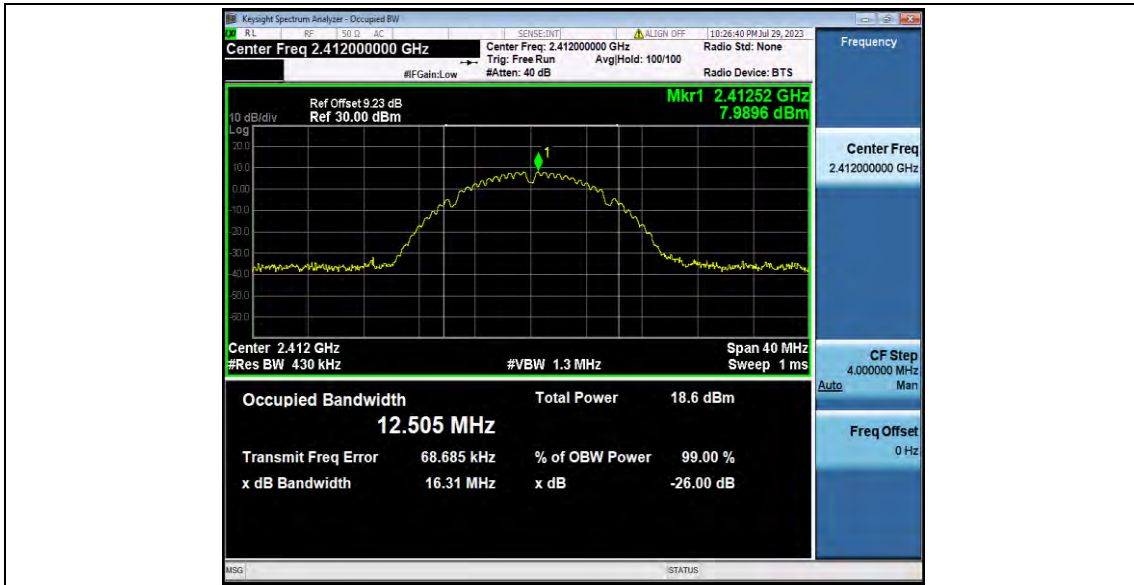 Keysight Spectrum Analyzer - Occupied BW
RL RF 50 Ω AC SENSE:INT ALIGN OFF 10:26:40 PM Jul 29, 2023
Center Freq 2.412000000 GHz
Center Freq: 2.412000000 GHz
Radio Std: None
Trig: Free Run Avg|Hold: 100/100
#IFGain:Low
#Atten: 40 dB
Radio Device: BTS
Frequency
Mkr1 2.41252 GHz
7.9896 dBm
Ref Offset 9.23 dB
10 dB/div Ref 30.00 dBm
Log
20.0
10.0
0.00
-10.0
-20.0
-30.0
-40.0
-50.0
-60.0
1
Center 2.412 GHz
Span 40 MHz
#Res BW 430 kHz
#VBW 1.3 MHz
Sweep 1 ms
Occupied Bandwidth
12.505 MHz
Total Power 18.6 dBm
Transmit Freq Error 68.685 kHz
% of OBW Power 99.00 %
x dB Bandwidth 16.31 MHz
x dB -26.00 dB
Center Freq
2.412000000 GHz
CF Step
4.000000 MHz
Auto Man
Freq Offset
0 Hz
MSG
STATUS